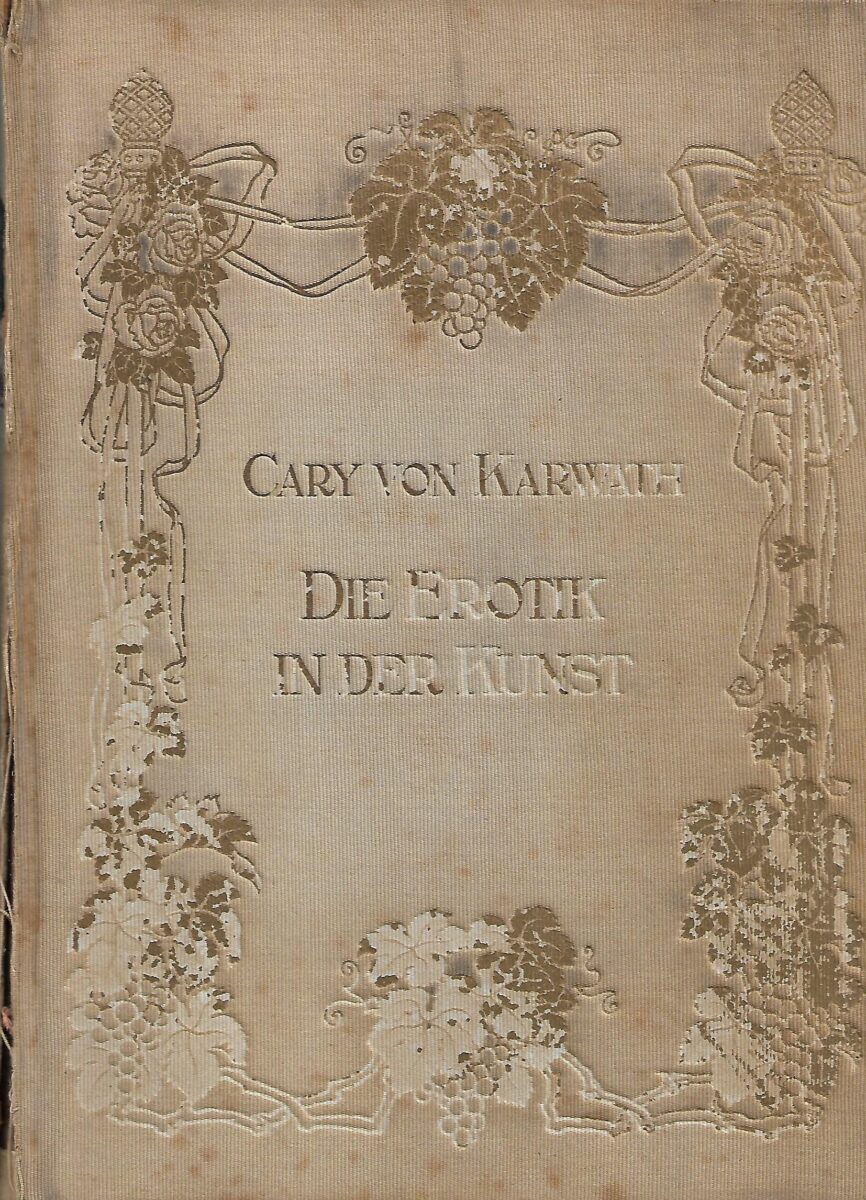 CARY VON KARWATH
DIE EROTIK
IN DER KUNST